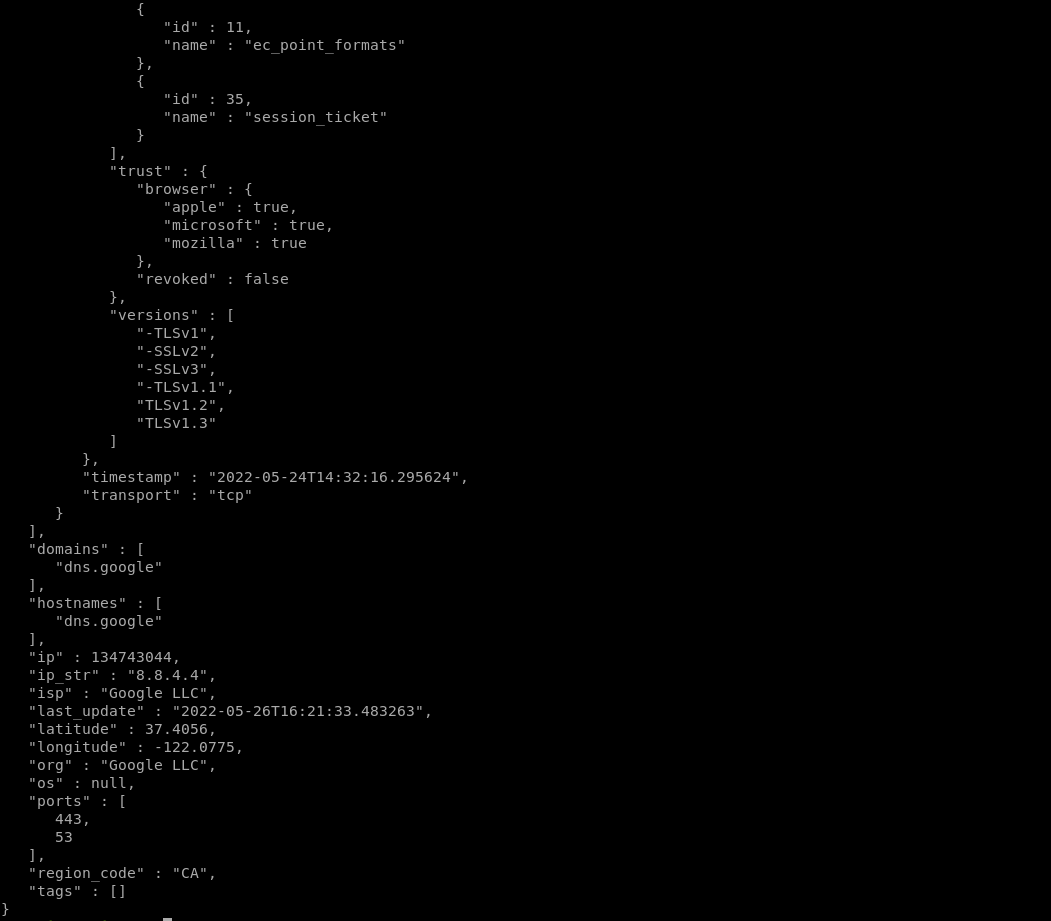 {
"id" : 11,
"name" : "ec_point_formats"
},
{
"id" : 35,
"name" : "session_ticket"
}
],
"trust" : {
"browser" : {
"apple" : true,
"microsoft" : true,
"mozilla" : true
},
"revoked" : false
},
"versions" : [
"-TLSv1",
"-SSLv2",
"-SSLv3",
"-TLSv1.1",
"TLSv1.2",
"TLSv1.3"
]
},
"timestamp" : "2022-05-24T14:32:16.295624",
"transport" : "tcp"
}
],
"domains" : [
"dns.google"
],
"hostnames" : [
"dns.google"
],
"ip" : 134743044,
"ip_str" : "8.8.4.4",
"isp" : "Google LLC",
"last_update" : "2022-05-26T16:21:33.483263",
"latitude" : 37.4056,
"longitude" : -122.0775,
"org" : "Google LLC",
"os" : null,
"ports" : [
443,
53
],
"region_code" : "CA",
"tags" : []
}